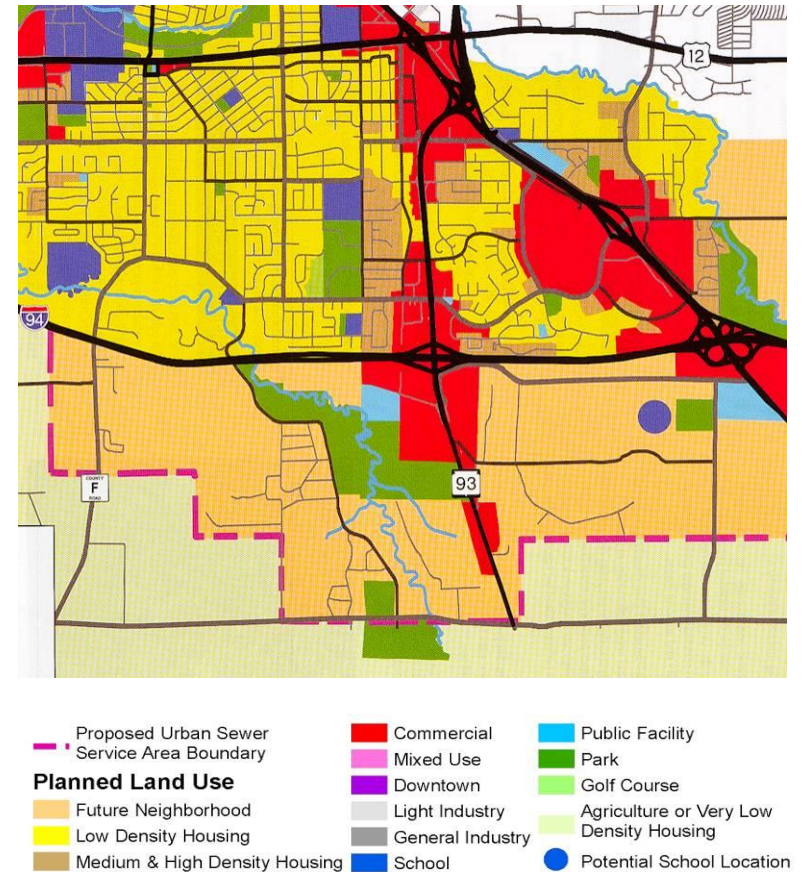 12
94
COUNTY
F
ROAD
93
Proposed Urban Sewer
Service Area Boundary
Planned Land Use
Future Neighborhood
Low Density Housing
Medium & High Density Housing
Commercial
Mixed Use
Downtown
Light Industry
General Industry
School
Public Facility
Park
Golf Course
Agriculture or Very Low
Density Housing
Potential School Location